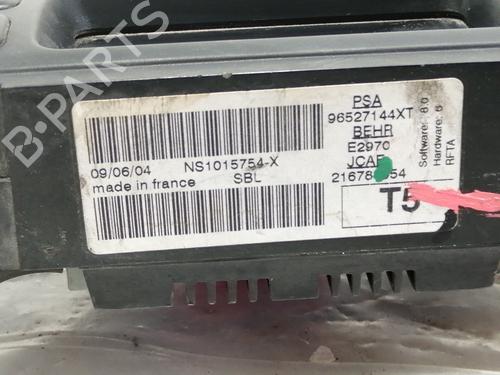 B-PARTS
09/06/04
NS1015754-X
made in france
SBL
PSA
96527144XT
BEHR
E2970
JCAE
T5
Software: 8.0
Hardware: 6
RFTA